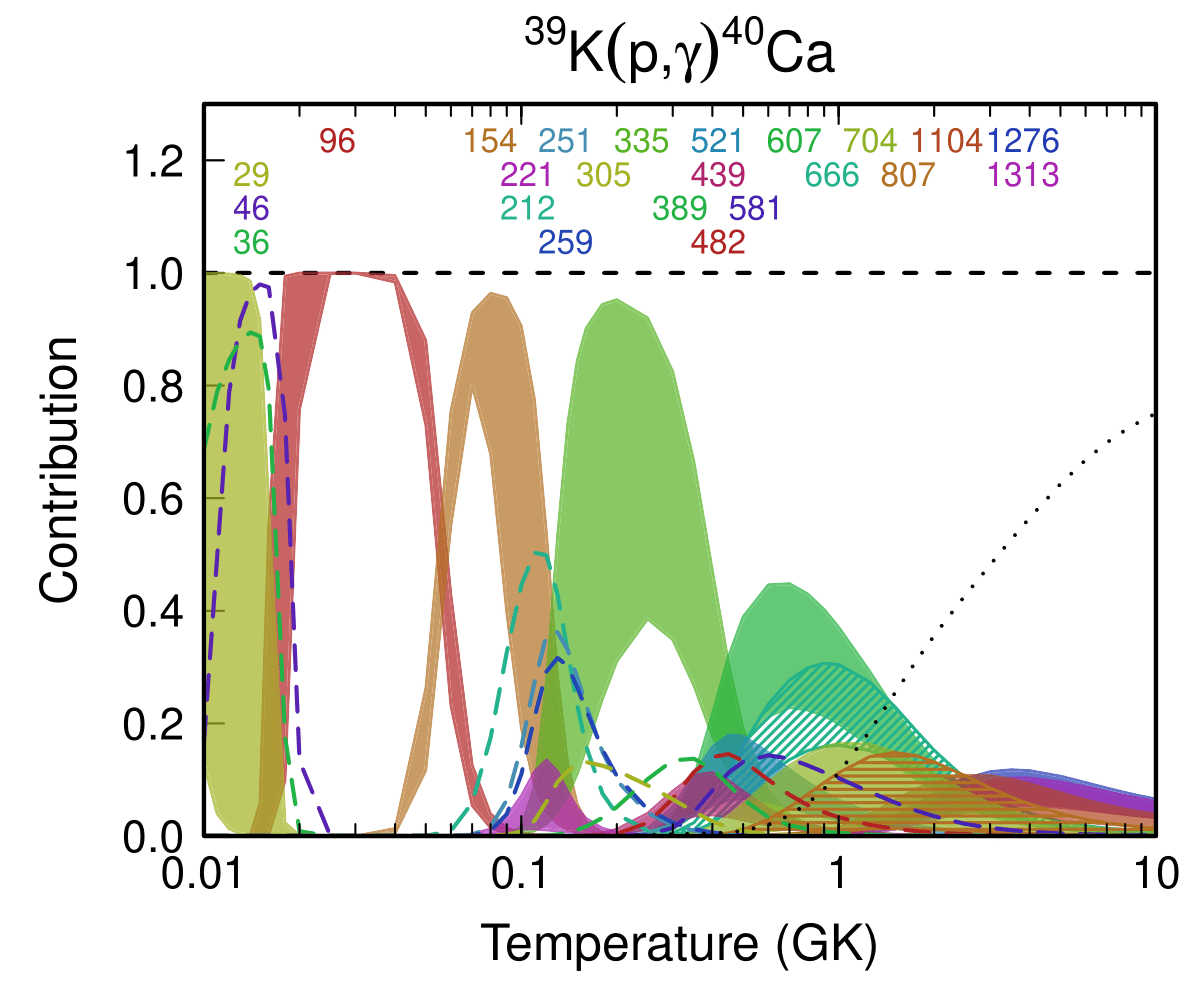 ³⁹K(p,γ)⁴⁰Ca
96 154 251 335 521 607 704 1104 1276
29 221 305 439 666 807 1313
46 212 389 581
36 259 482
1.2
1.0
0.8
0.6
0.4
0.2
0.0
Contribution
0.01 0.1 1 10
Temperature (GK)